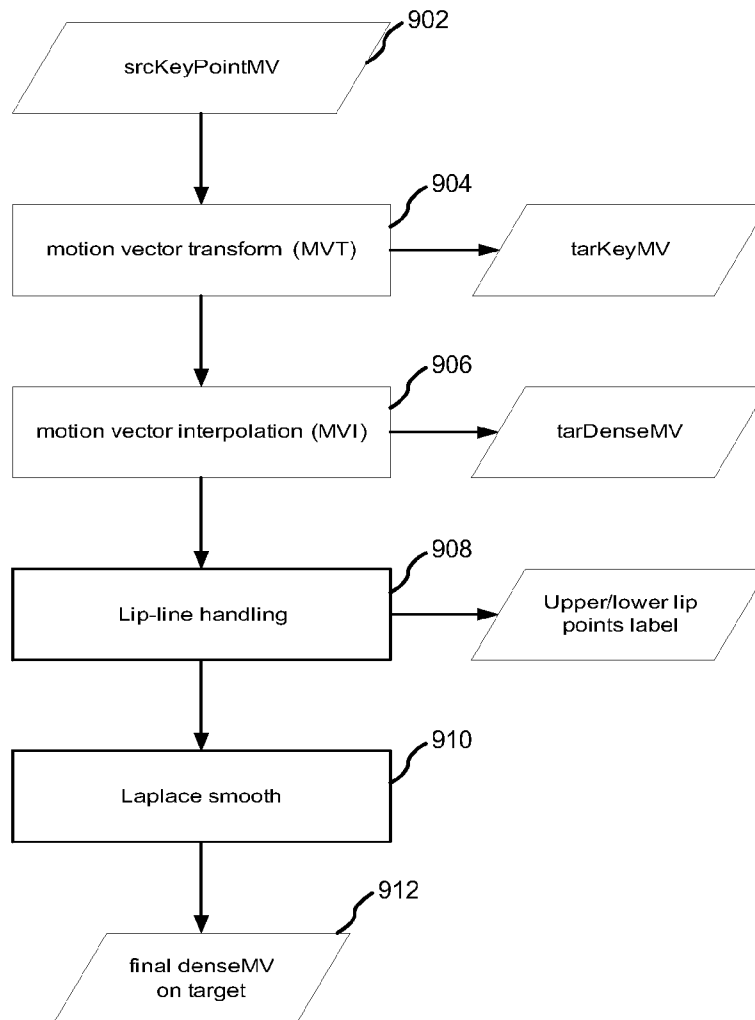 902
srcKeyPointMV
904
motion vector transform (MVT)
tarKeyMV
906
motion vector interpolation (MVI)
tarDenseMV
908
Lip-line handling
Upper/lower lip
points label
910
Laplace smooth
912
final denseMV
on target